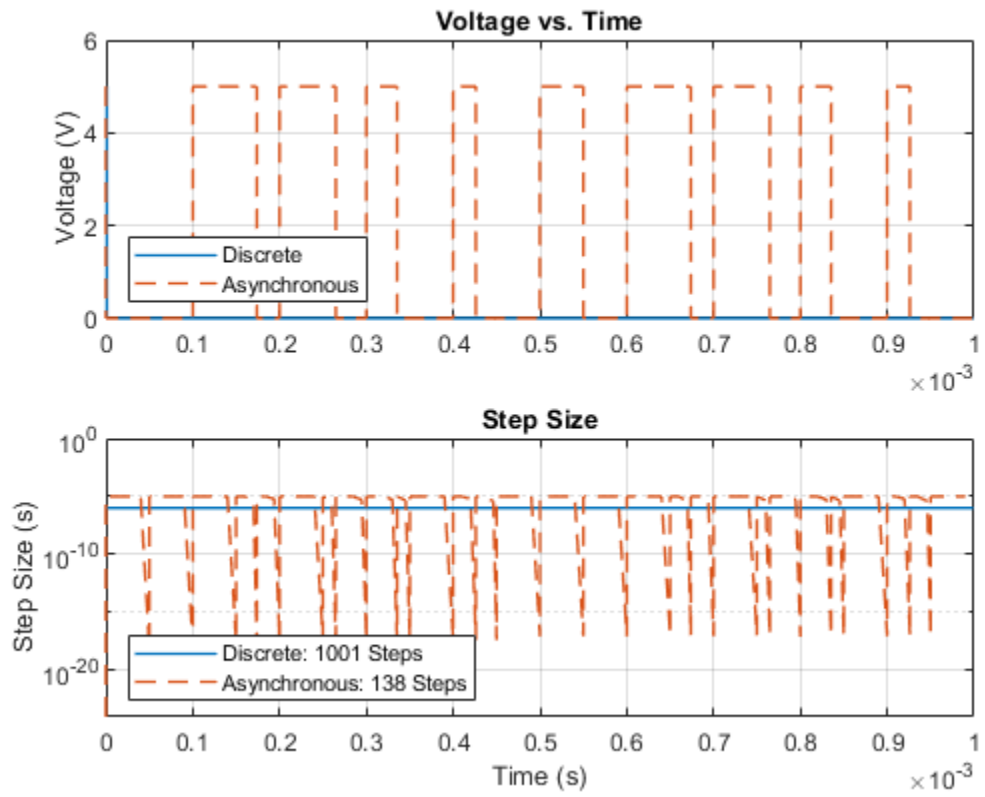 Voltage vs. Time
6
4
2
0
Voltage (V)
Discrete
Asynchronous
0 0.1 0.2 0.3 0.4 0.5 0.6 0.7 0.8 0.9 1
×10^-3
Step Size
10^0
10^-10
10^-20
Step Size (s)
Discrete: 1001 Steps
Asynchronous: 138 Steps
0 0.1 0.2 0.3 0.4 0.5 0.6 0.7 0.8 0.9 1
Time (s)
×10^-3